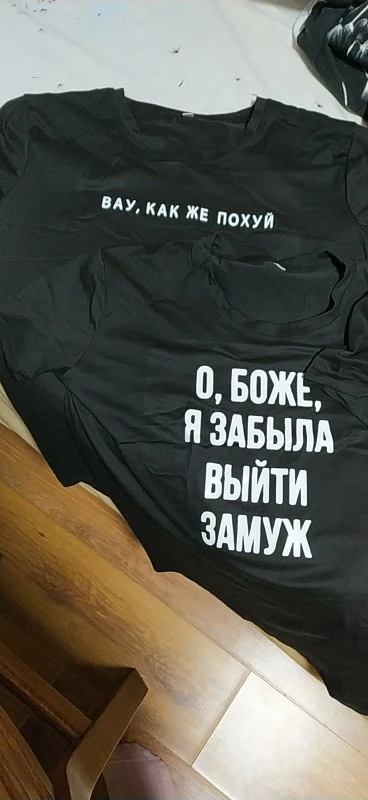 ВАУ, КАК ЖЕ ПОХУЙ
О, БОЖЕ,
Я ЗАБЫЛА
ВЫЙТИ
ЗАМУЖ